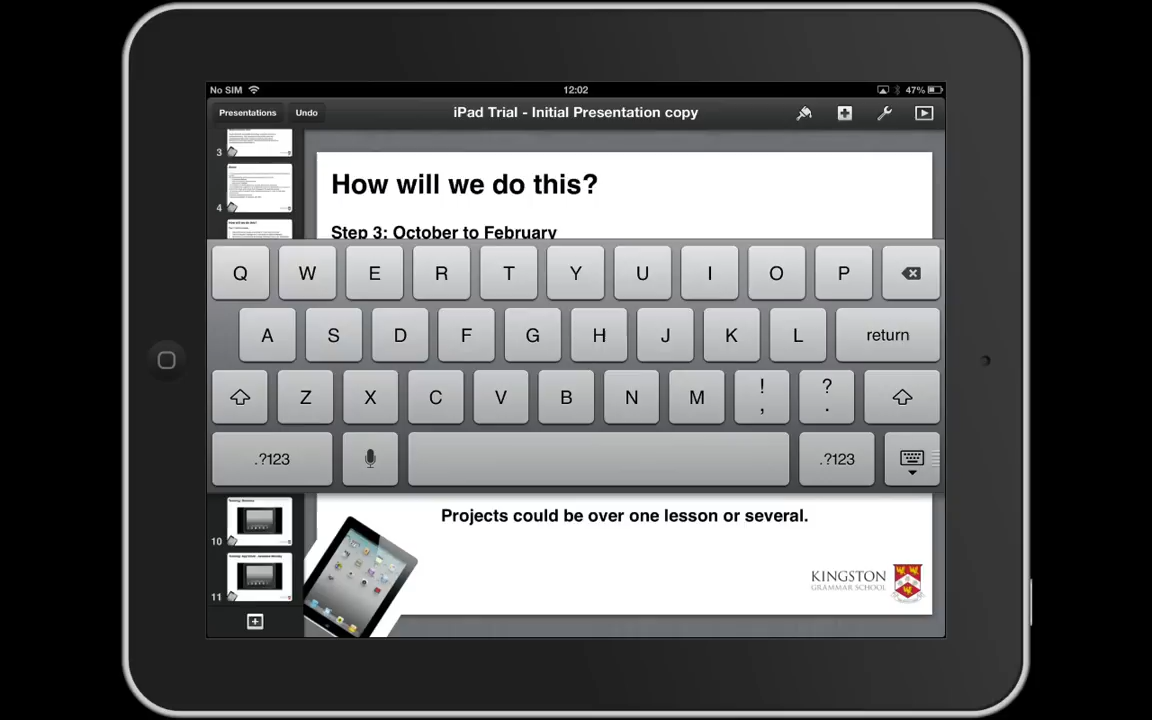 No SIM 12:02 47%
Presentations Undo iPad Trial - Initial Presentation copy
3
4
How will we do this?
Step 3: October to February
Q W E R T Y U I O P
A S D F G H J K L return
Z X C V B N M ! , ? .
.?123 .?123
10
11
Projects could be over one lesson or several.
KINGSTON
GRAMMAR SCHOOL